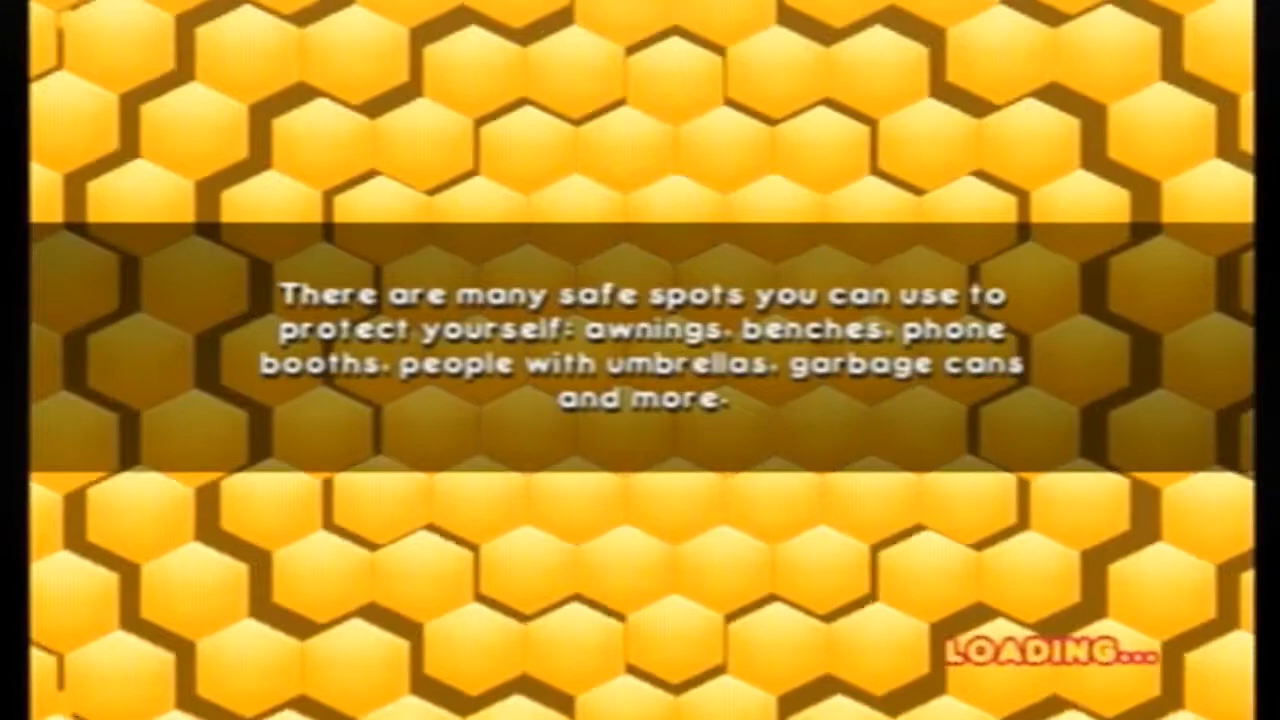 There are many safe spots you can use to
protect yourself: awnings, benches, phone
booths, people with umbrellas, garbage cans
and more.
LOADING...